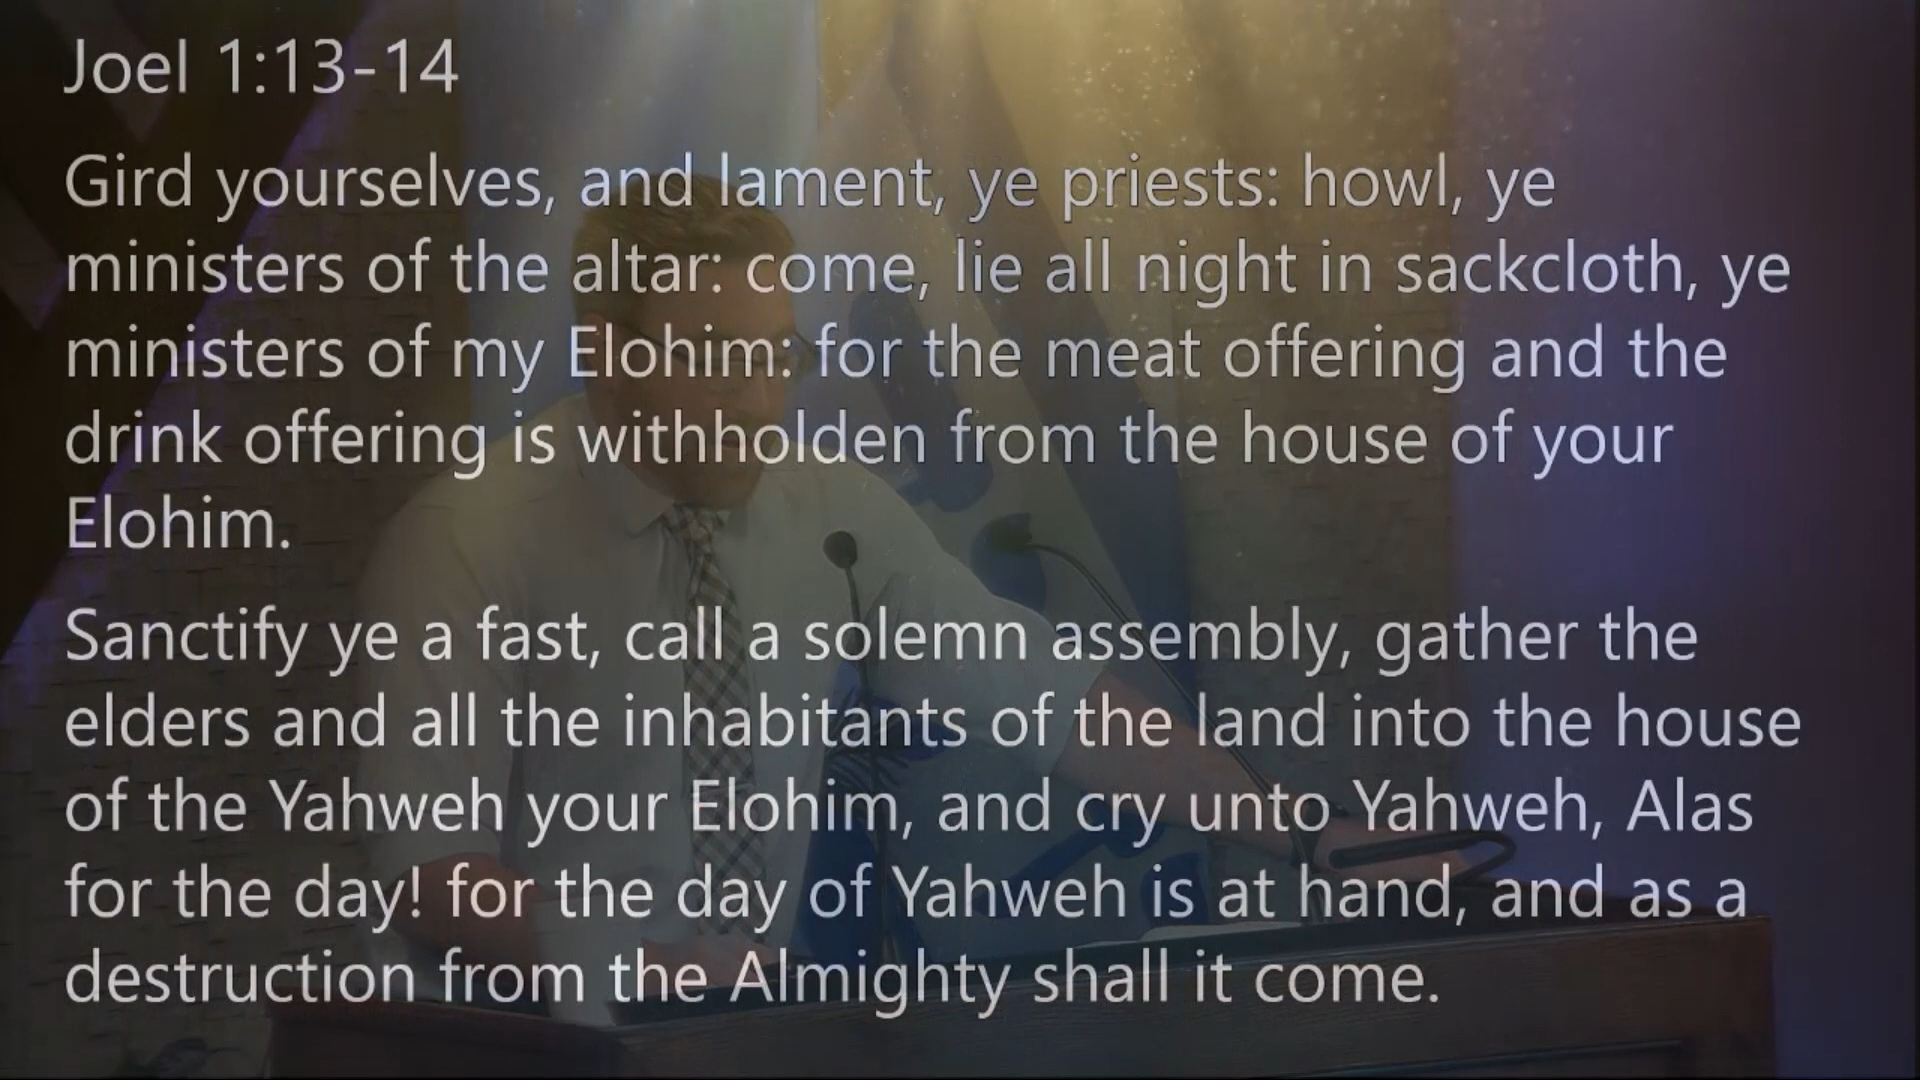 Joel 1:13-14
Gird yourselves, and lament, ye priests: howl, ye
ministers of the altar: come, lie all night in sackcloth, ye
ministers of my Elohim: for the meat offering and the
drink offering is withholden from the house of your
Elohim.
Sanctify ye a fast, call a solemn assembly, gather the
elders and all the inhabitants of the land into the house
of the Yahweh your Elohim, and cry unto Yahweh, Alas
for the day! for the day of Yahweh is at hand, and as a
destruction from the Almighty shall it come.